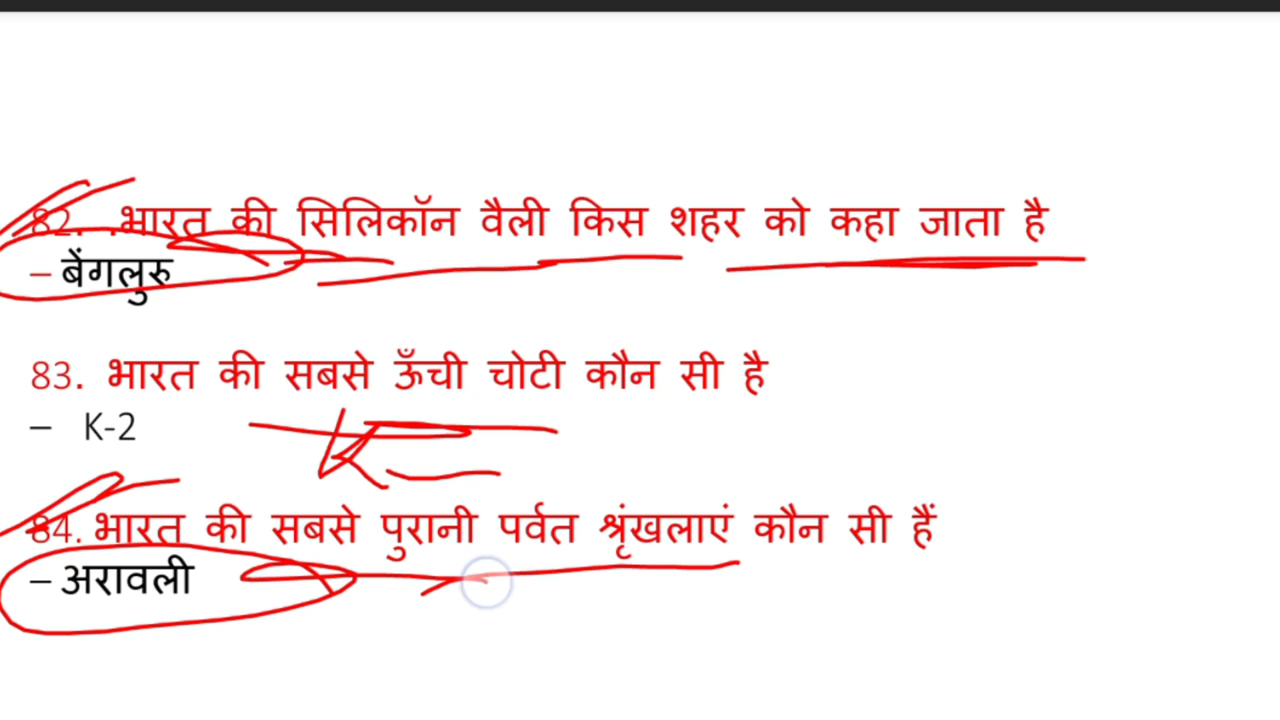 82. .भारत की सिलिकॉन वैली किस शहर को कहा जाता है
– बेंगलुरु
83. भारत की सबसे ऊँची चोटी कौन सी है
– K-2
K
84. भारत की सबसे पुरानी पर्वत श्रृंखलाएं कौन सी हैं
– अरावली